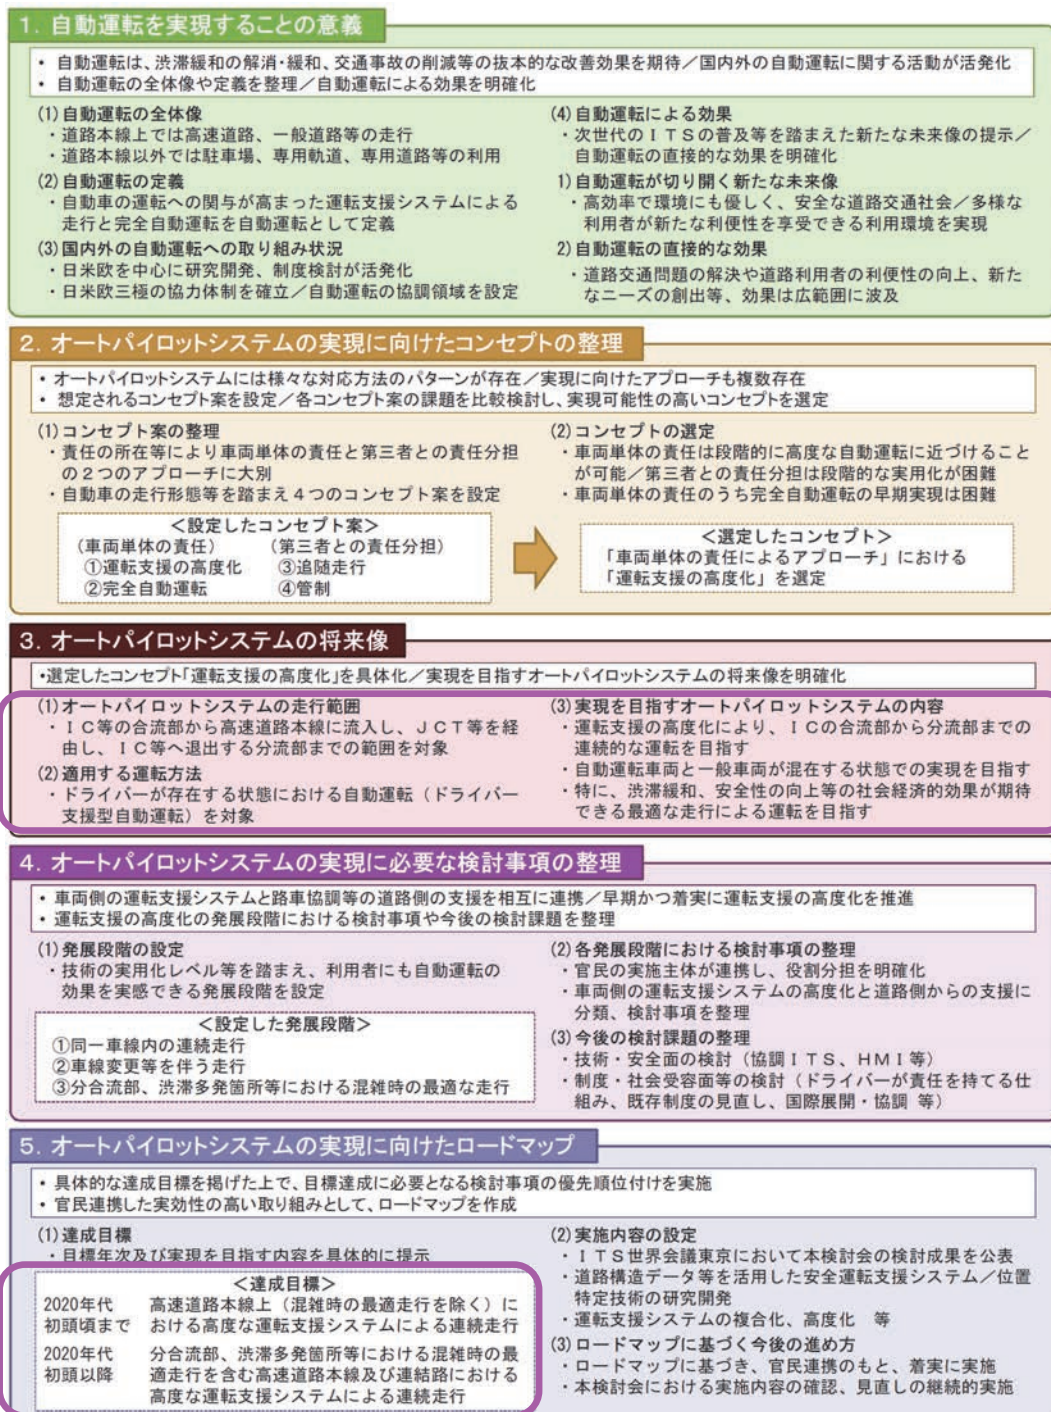 1．自動運転を実現することの意義
• 自動運転は、渋滞緩和の解消・緩和、交通事故の削減等の抜本的な改善効果を期待／国内外の自動運転に関する活動が活発化
• 自動運転の全体像や定義を整理／自動運転による効果を明確化
(1)自動運転の全体像
・道路本線上では高速道路、一般道路等の走行
・道路本線以外では駐車場、専用軌道、専用道路等の利用
(2)自動運転の定義
・自動車の運転への関与が高まった運転支援システムによる
走行と完全自動運転を自動運転として定義
(3)国内外の自動運転への取り組み状況
・日米欧を中心に研究開発、制度検討が活発化
・日米欧三極の協力体制を確立／自動運転の協調領域を設定
(4)自動運転による効果
・次世代のＩＴＳの普及等を踏まえた新たな未来像の提示／
自動運転の直接的な効果を明確化
1)自動運転が切り開く新たな未来像
・高効率で環境にも優しく、安全な道路交通社会／多様な
利用者が新たな利便性を享受できる利用環境を実現
2)自動運転の直接的な効果
・道路交通問題の解決や道路利用者の利便性の向上、新た
なニーズの創出等、効果は広範囲に波及
2．オートパイロットシステムの実現に向けたコンセプトの整理
• オートパイロットシステムには様々な対応方法のパターンが存在／実現に向けたアプローチも複数存在
• 想定されるコンセプト案を設定／各コンセプト案の課題を比較検討し、実現可能性の高いコンセプトを選定
(1)コンセプト案の整理
・責任の所在等により車両単体の責任と第三者との責任分担
の２つのアプローチに大別
・自動車の走行形態等を踏まえ４つのコンセプト案を設定
＜設定したコンセプト案＞
(車両単体の責任) (第三者との責任分担)
①運転支援の高度化 ③追随走行
②完全自動運転 ④管制
(2)コンセプトの選定
・車両単体の責任は段階的に高度な自動運転に近づけること
が可能／第三者との責任分担は段階的な実用化が困難
・車両単体の責任のうち完全自動運転の早期実現は困難
＜選定したコンセプト＞
「車両単体の責任によるアプローチ」における
「運転支援の高度化」を選定
3．オートパイロットシステムの将来像
•選定したコンセプト「運転支援の高度化」を具体化／実現を目指すオートパイロットシステムの将来像を明確化
(1)オートパイロットシステムの走行範囲
・ＩＣ等の合流部から高速道路本線に流入し、ＪＣＴ等を経
由し、ＩＣ等へ退出する分流部までの範囲を対象
(2)適用する運転方法
・ドライバーが存在する状態における自動運転（ドライバー
支援型自動運転）を対象
(3)実現を目指すオートパイロットシステムの内容
・運転支援の高度化により、ＩＣの合流部から分流部までの
連続的な運転を目指す
・自動運転車両と一般車両が混在する状態での実現を目指す
・特に、渋滞緩和、安全性の向上等の社会経済的効果が期待
できる最適な走行による運転を目指す
4．オートパイロットシステムの実現に必要な検討事項の整理
• 車両側の運転支援システムと路車協調等の道路側の支援を相互に連携／早期かつ着実に運転支援の高度化を推進
• 運転支援の高度化の発展段階における検討事項や今後の検討課題を整理
(1)発展段階の設定
・技術の実用化レベル等を踏まえ、利用者にも自動運転の
効果を実感できる発展段階を設定
＜設定した発展段階＞
①同一車線内の連続走行
②車線変更等を伴う走行
③分合流部、渋滞多発箇所等における混雑時の最適な走行
(2)各発展段階における検討事項の整理
・官民の実施主体が連携し、役割分担を明確化
・車両側の運転支援システムの高度化と道路側からの支援に
分類、検討事項を整理
(3)今後の検討課題の整理
・技術・安全面の検討（協調ＩＴＳ、ＨＭＩ等）
・制度・社会受容面等の検討（ドライバーが責任を持てる仕
組み、既存制度の見直し、国際展開・協調 等）
5．オートパイロットシステムの実現に向けたロードマップ
• 具体的な達成目標を掲げた上で、目標達成に必要となる検討事項の優先順位付けを実施
• 官民連携した実効性の高い取り組みとして、ロードマップを作成
(1)達成目標
・目標年次及び実現を目指す内容を具体的に提示
＜達成目標＞
2020年代 高速道路本線上（混雑時の最適走行を除く）に
初頭頃まで おける高度な運転支援システムによる連続走行
2020年代 分合流部、渋滞多発箇所等における混雑時の最
初頭以降 適走行を含む高速道路本線及び連結路における
高度な運転支援システムによる連続走行
(2)実施内容の設定
・ＩＴＳ世界会議東京において本検討会の検討成果を公表
・道路構造データ等を活用した安全運転支援システム／位置
特定技術の研究開発
・運転支援システムの複合化、高度化 等
(3)ロードマップに基づく今後の進め方
・ロードマップに基づき、官民連携のもと、着実に実施
・本検討会における実施内容の確認、見直しの継続的実施